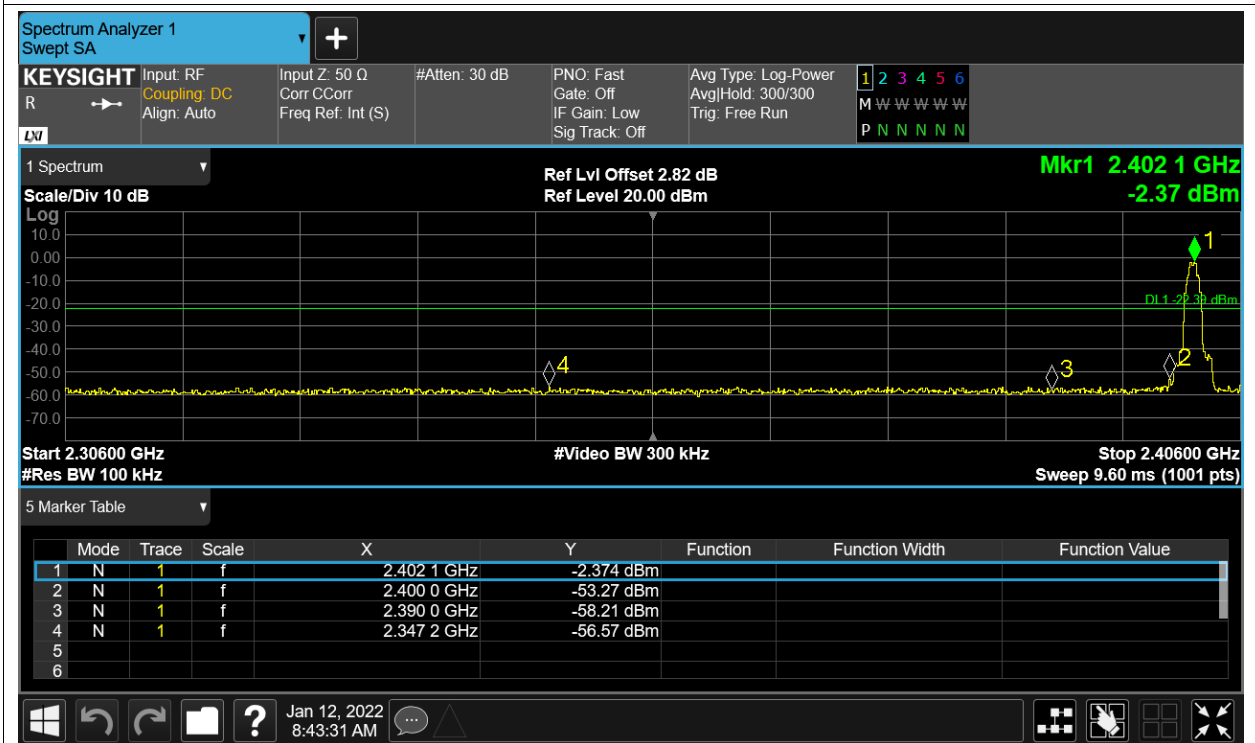 Spectrum Analyzer 1
Swept SA
KEYSIGHT
R
LXI
Input: RF
Coupling: DC
Align: Auto
Input Z: 50 Ω
Corr CCorr
Freq Ref: Int (S)
#Atten: 30 dB
PNO: Fast
Gate: Off
IF Gain: Low
Sig Track: Off
Avg Type: Log-Power
Avg|Hold: 300/300
Trig: Free Run
1 2 3 4 5 6
M W W W W W
P N N N N N
1 Spectrum
Scale/Div 10 dB
Ref Lvl Offset 2.82 dB
Ref Level 20.00 dBm
Mkr1 2.402 1 GHz
-2.37 dBm
Log
10.0
0.00
-10.0
-20.0
-30.0
-40.0
-50.0
-60.0
-70.0
1
DL1 -22.39 dBm
4
3
2
Start 2.30600 GHz
#Video BW 300 kHz
Stop 2.40600 GHz
#Res BW 100 kHz
Sweep 9.60 ms (1001 pts)
5 Marker Table
Mode Trace Scale X Y Function Function Width Function Value
1 N 1 f 2.402 1 GHz -2.374 dBm
2 N 1 f 2.400 0 GHz -53.27 dBm
3 N 1 f 2.390 0 GHz -58.21 dBm
4 N 1 f 2.347 2 GHz -56.57 dBm
5
6
?
Jan 12, 2022
8:43:31 AM